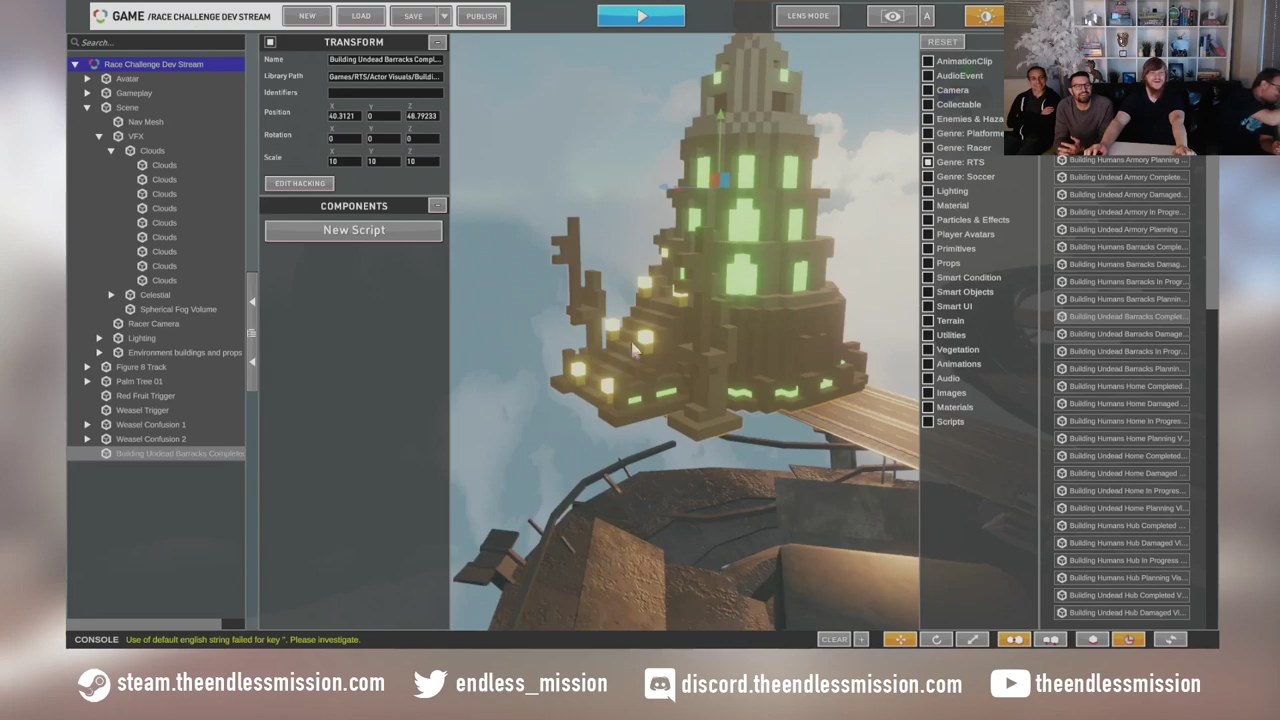 GAME /RACE CHALLENGE DEV STREAM
NEW
LOAD
SAVE
PUBLISH
LENS MODE
A
Search...
Race Challenge Dev Stream
Avatar
Gameplay
Scene
Nav Mesh
VFX
Clouds
Clouds
Clouds
Clouds
Clouds
Clouds
Clouds
Clouds
Clouds
Clouds
Celestial
Spherical Fog Volume
Racer Camera
Lighting
Environment buildings and props
Figure 8 Track
Palm Tree 01
Red Fruit Trigger
Weasel Trigger
Weasel Confusion 1
Weasel Confusion 2
Building Undead Barracks Complete
TRANSFORM
Name Building Undead Barracks Compl...
Library Path Games/RTS/Actor Visuals/Buildi...
Identifiers
X Y Z
Position 40.3121 0 48.79233
X Y Z
Rotation 0 0 0
X Y Z
Scale 10 10 10
EDIT HACKING
COMPONENTS
New Script
RESET
AnimationClip
AudioEvent
Camera
Collectable
Enemies & Haza
Genre: Platforme
Genre: Racer
Genre: RTS
Genre: Soccer
Lighting
Material
Particles & Effects
Player Avatars
Primitives
Props
Smart Condition
Smart Objects
Smart UI
Terrain
Utilities
Vegetation
Animations
Audio
Images
Materials
Scripts
Building Humans Armory Planning
Building Undead Armory Complete
Building Undead Armory Damaged
Building Undead Armory In Progre...
Building Undead Armory Planning
Building Humans Barracks Comple...
Building Humans Barracks Damag...
Building Humans Barracks In Progr...
Building Humans Barracks Plannin...
Building Undead Barracks Complet...
Building Undead Barracks Damage...
Building Undead Barracks In Progr...
Building Undead Barracks Plannin...
Building Humans Home Completed
Building Humans Home Damaged ...
Building Humans Home In Progres...
Building Humans Home Planning V...
Building Undead Home Completed...
Building Undead Home Damaged ...
Building Undead Home In Progres...
Building Undead Home Planning Vi...
Building Humans Hub Completed ...
Building Humans Hub Damaged Vi...
Building Humans Hub In Progress ...
Building Humans Hub Planning Vis...
Building Undead Hub Completed V...
Building Undead Hub Damaged Vi...
CONSOLE Use of default english string failed for key ''. Please investigate.
CLEAR +
steam.theendlessmission.com
endless_mission
discord.theendlessmission.com
theendlessmission